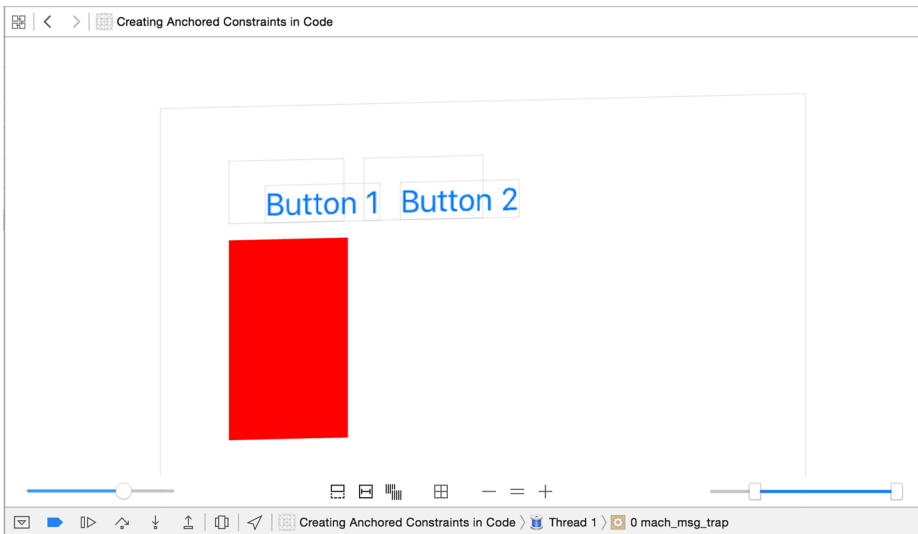 Creating Anchored Constraints in Code
Button 1 Button 2
Creating Anchored Constraints in Code Thread 1 0 mach_msg_trap